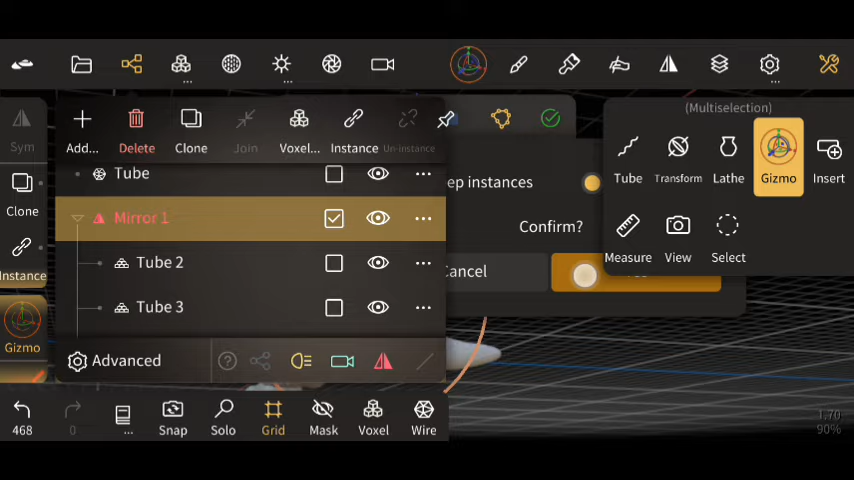 (Multiselection)
Sym
Add...
Delete
Clone
Join
Voxel...
Instance
Un-instance
Tube
Transform
Lathe
Gizmo
Insert
Tube
ep instances
Clone
Mirror 1
Confirm?
Measure
View
Select
Instance
Tube 2
ancel
Tube 3
Gizmo
Advanced
468
0
...
Snap
Solo
Grid
Mask
Voxel
Wire
1.70
90%